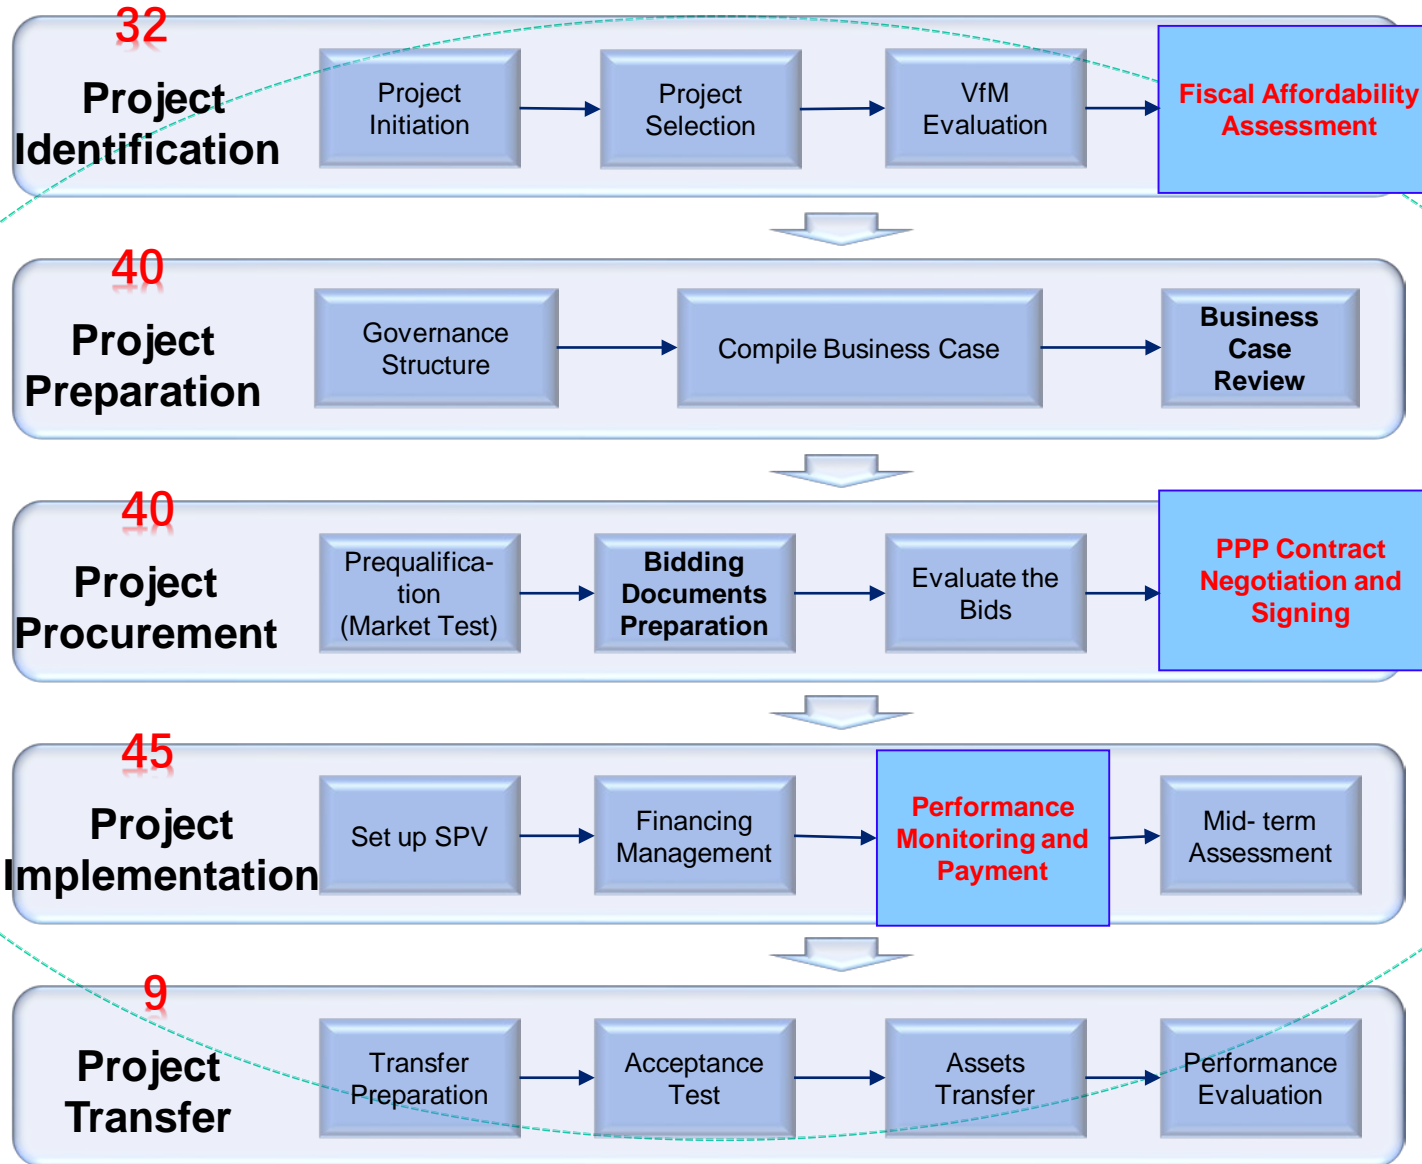 32
Project
Identification
Project
Initiation
Project
Selection
VfM
Evaluation
Fiscal Affordability
Assessment
40
Project
Preparation
Governance
Structure
Compile Business Case
Business
Case
Review
40
Project
Procurement
Prequalifica-
tion
(Market Test)
Bidding
Documents
Preparation
Evaluate the
Bids
PPP Contract
Negotiation and
Signing
45
Project
Implementation
Set up SPV
Financing
Management
Performance
Monitoring and
Payment
Mid- term
Assessment
9
Project
Transfer
Transfer
Preparation
Acceptance
Test
Assets
Transfer
Performance
Evaluation